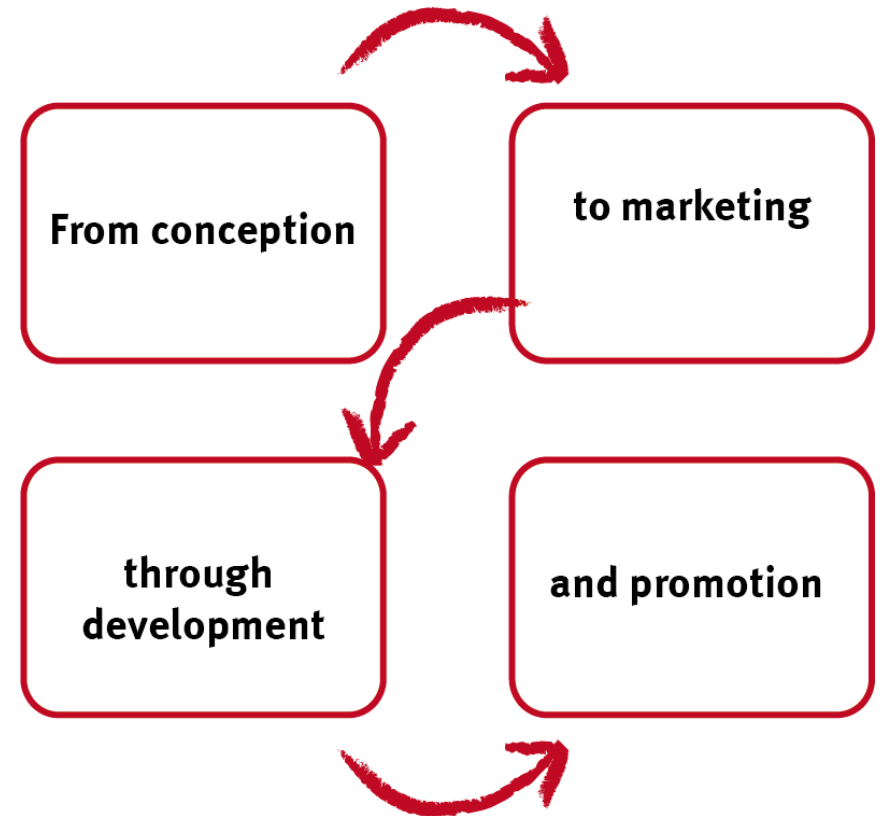 From conception
to marketing
through
development
and promotion